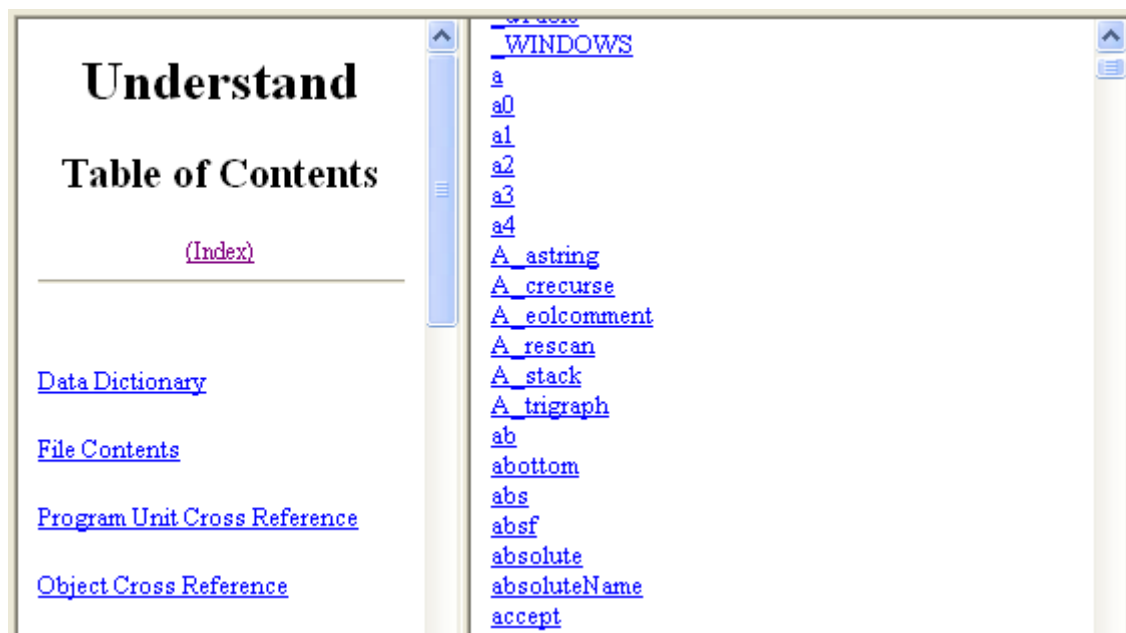 Understand
Table of Contents
(Index)
Data Dictionary
File Contents
Program Unit Cross Reference
Object Cross Reference
_WINDOWS
a
a0
a1
a2
a3
a4
A_astring
A_crecurse
A_eolcomment
A_rescan
A_stack
A_trigraph
ab
abottom
abs
absf
absolute
absoluteName
accept